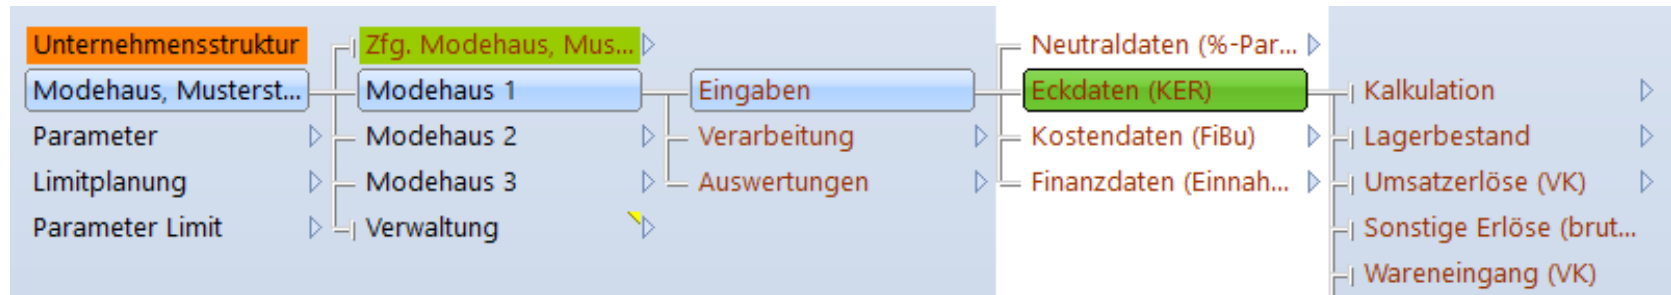 Unternehmensstruktur
Modehaus, Musterst...
Parameter
Limitplanung
Parameter Limit
Zfg. Modehaus, Mus...
Modehaus 1
Modehaus 2
Modehaus 3
Verwaltung
Eingaben
Verarbeitung
Auswertungen
Neutraldaten (%-Par...
Eckdaten (KER)
Kostendaten (FiBu)
Finanzdaten (Einnah...
Kalkulation
Lagerbestand
Umsatzerlöse (VK)
Sonstige Erlöse (brut...
Wareneingang (VK)